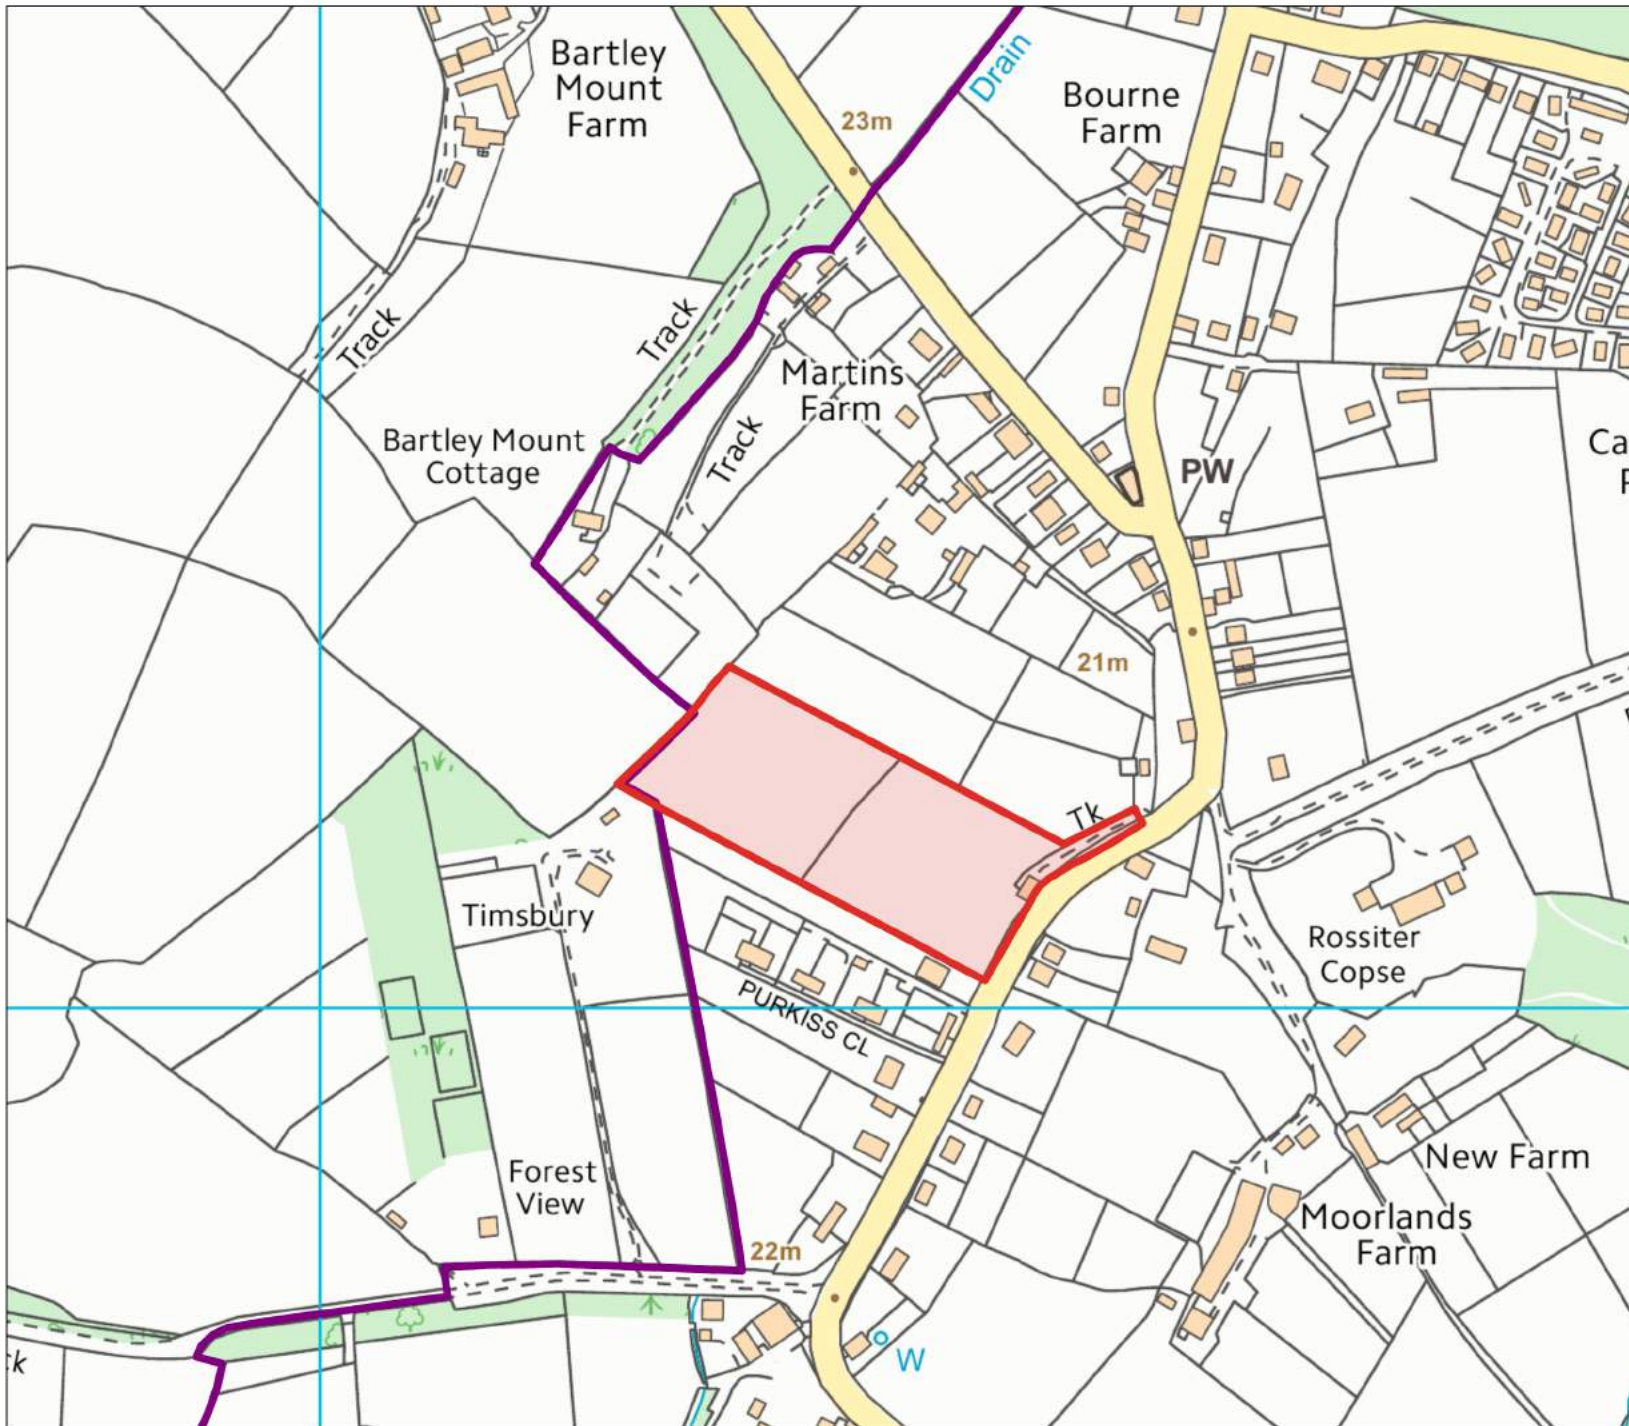 Bartley
Mount
Farm
Drain
23m
Bourne
Farm
Track
Track
Martins
Farm
Bartley Mount
Cottage
Track
PW
Ca
21m
Tk
Timsbury
Rossiter
Copse
PURKISS CL
New Farm
Forest
View
Moorlands
Farm
22m
W